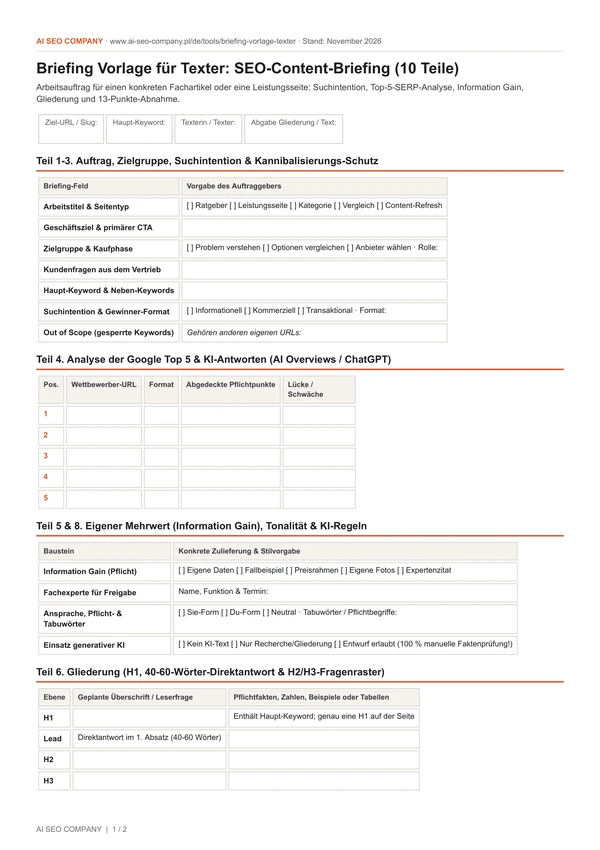 AI SEO COMPANY · www.ai-seo-company.pl/de/tools/briefing-vorlage-texter · Stand: November 2026
Briefing Vorlage für Texter: SEO-Content-Briefing (10 Teile)
Arbeitsauftrag für einen konkreten Fachartikel oder eine Leistungsseite: Suchintention, Top-5-SERP-Analyse, Information Gain,
Gliederung und 13-Punkte-Abnahme.
Ziel-URL / Slug: Haupt-Keyword: Texterin / Texter: Abgabe Gliederung / Text:
Teil 1-3. Auftrag, Zielgruppe, Suchintention & Kannibalisierungs-Schutz
Briefing-Feld Vorgabe des Auftraggebers
Arbeitstitel & Seitentyp [ ] Ratgeber [ ] Leistungsseite [ ] Kategorie [ ] Vergleich [ ] Content-Refresh
Geschäftsziel & primärer CTA
Zielgruppe & Kaufphase [ ] Problem verstehen [ ] Optionen vergleichen [ ] Anbieter wählen · Rolle:
Kundenfragen aus dem Vertrieb
Haupt-Keyword & Neben-Keywords
Suchintention & Gewinner-Format [ ] Informationell [ ] Kommerziell [ ] Transaktional · Format:
Out of Scope (gesperrte Keywords) Gehören anderen eigenen URLs:
Teil 4. Analyse der Google Top 5 & KI-Antworten (AI Overviews / ChatGPT)
Pos. Wettbewerber-URL Format Abgedeckte Pflichtpunkte Lücke /
Schwäche
1
2
3
4
5
Teil 5 & 8. Eigener Mehrwert (Information Gain), Tonalität & KI-Regeln
Baustein Konkrete Zulieferung & Stilvorgabe
Information Gain (Pflicht) [ ] Eigene Daten [ ] Fallbeispiel [ ] Preisrahmen [ ] Eigene Fotos [ ] Expertenzitat
Fachexperte für Freigabe Name, Funktion & Termin:
Ansprache, Pflicht- & [ ] Sie-Form [ ] Du-Form [ ] Neutral · Tabuwörter / Pflichtbegriffe:
Tabuwörter
Einsatz generativer KI [ ] Kein KI-Text [ ] Nur Recherche/Gliederung [ ] Entwurf erlaubt (100 % manuelle Faktenprüfung!)
Teil 6. Gliederung (H1, 40-60-Wörter-Direktantwort & H2/H3-Fragenraster)
Ebene Geplante Überschrift / Leserfrage Pflichtfakten, Zahlen, Beispiele oder Tabellen
H1 Enthält Haupt-Keyword; genau eine H1 auf der Seite
Lead Direktantwort im 1. Absatz (40-60 Wörter)
H2
H3
AI SEO COMPANY | 1 / 2